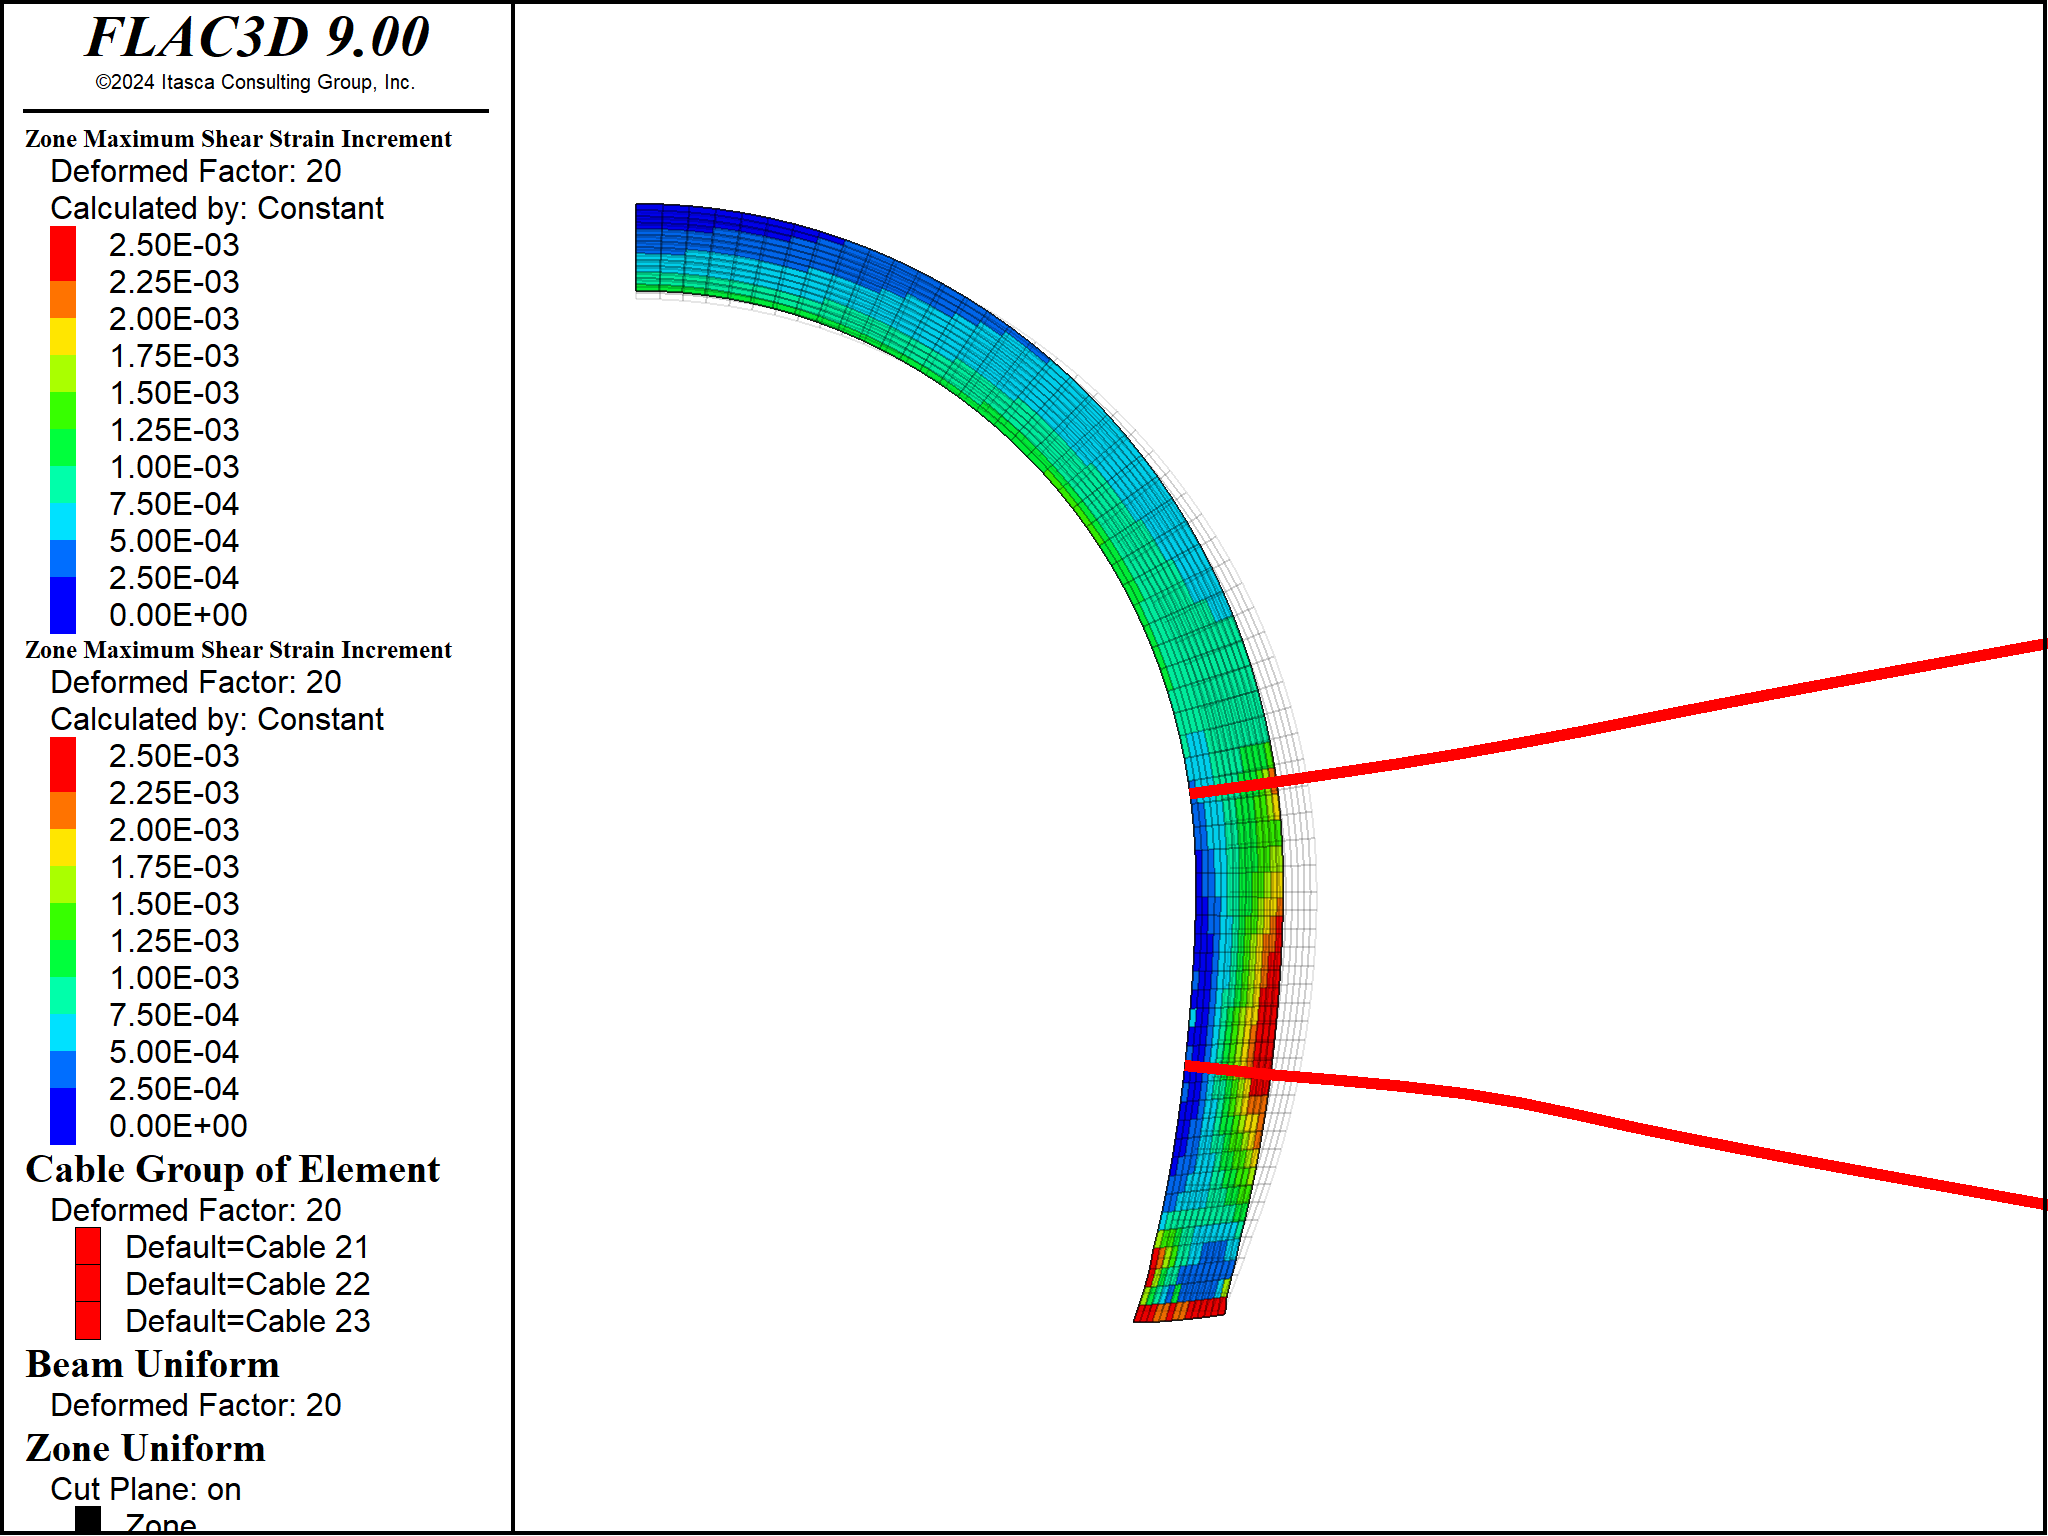 FLAC3D 9.00
©2024 Itasca Consulting Group, Inc.
Zone Maximum Shear Strain Increment
Deformed Factor: 20
Calculated by: Constant
2.50E-03
2.25E-03
2.00E-03
1.75E-03
1.50E-03
1.25E-03
1.00E-03
7.50E-04
5.00E-04
2.50E-04
0.00E+00
Zone Maximum Shear Strain Increment
Deformed Factor: 20
Calculated by: Constant
2.50E-03
2.25E-03
2.00E-03
1.75E-03
1.50E-03
1.25E-03
1.00E-03
7.50E-04
5.00E-04
2.50E-04
0.00E+00
Cable Group of Element
Deformed Factor: 20
Default=Cable 21
Default=Cable 22
Default=Cable 23
Beam Uniform
Deformed Factor: 20
Zone Uniform
Cut Plane: on
Zone